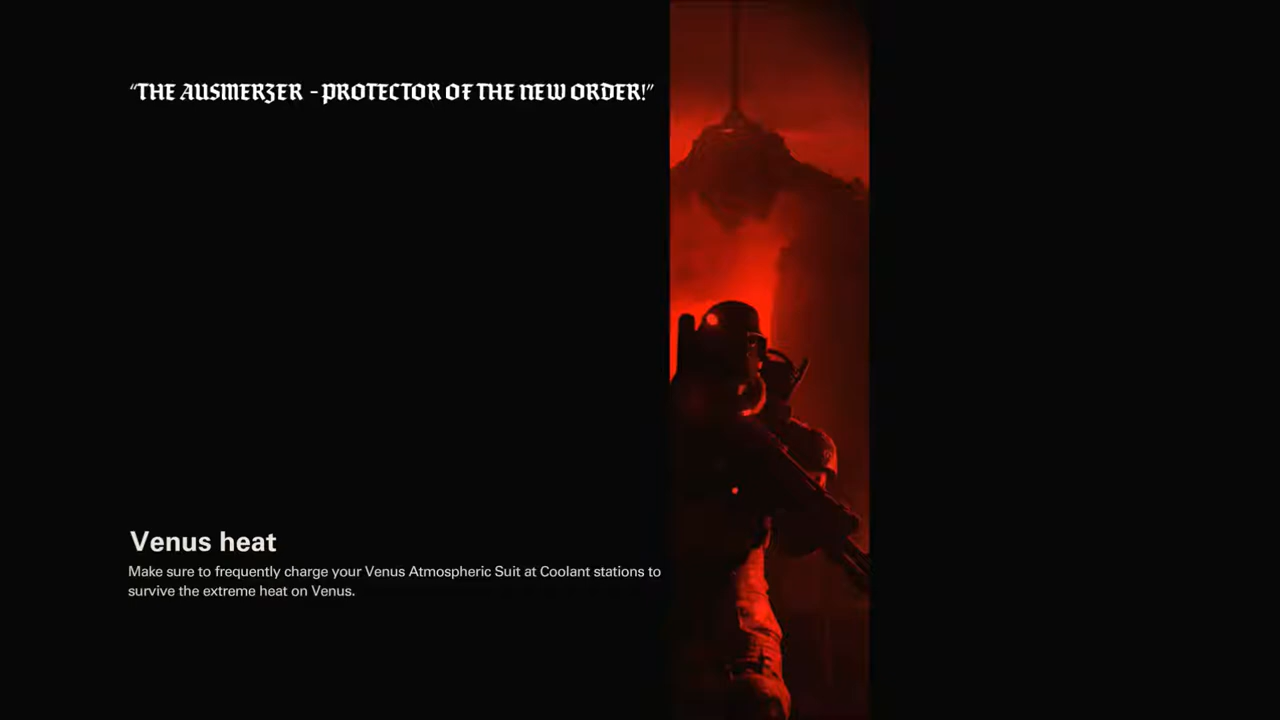 “THE AUSMERZER - PROTECTOR OF THE NEW ORDER!”
Venus heat
Make sure to frequently charge your Venus Atmospheric Suit at Coolant stations to
survive the extreme heat on Venus.